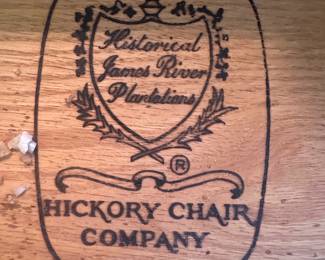 Historical
James River
Plantations
®
HICKORY CHAIR
COMPANY